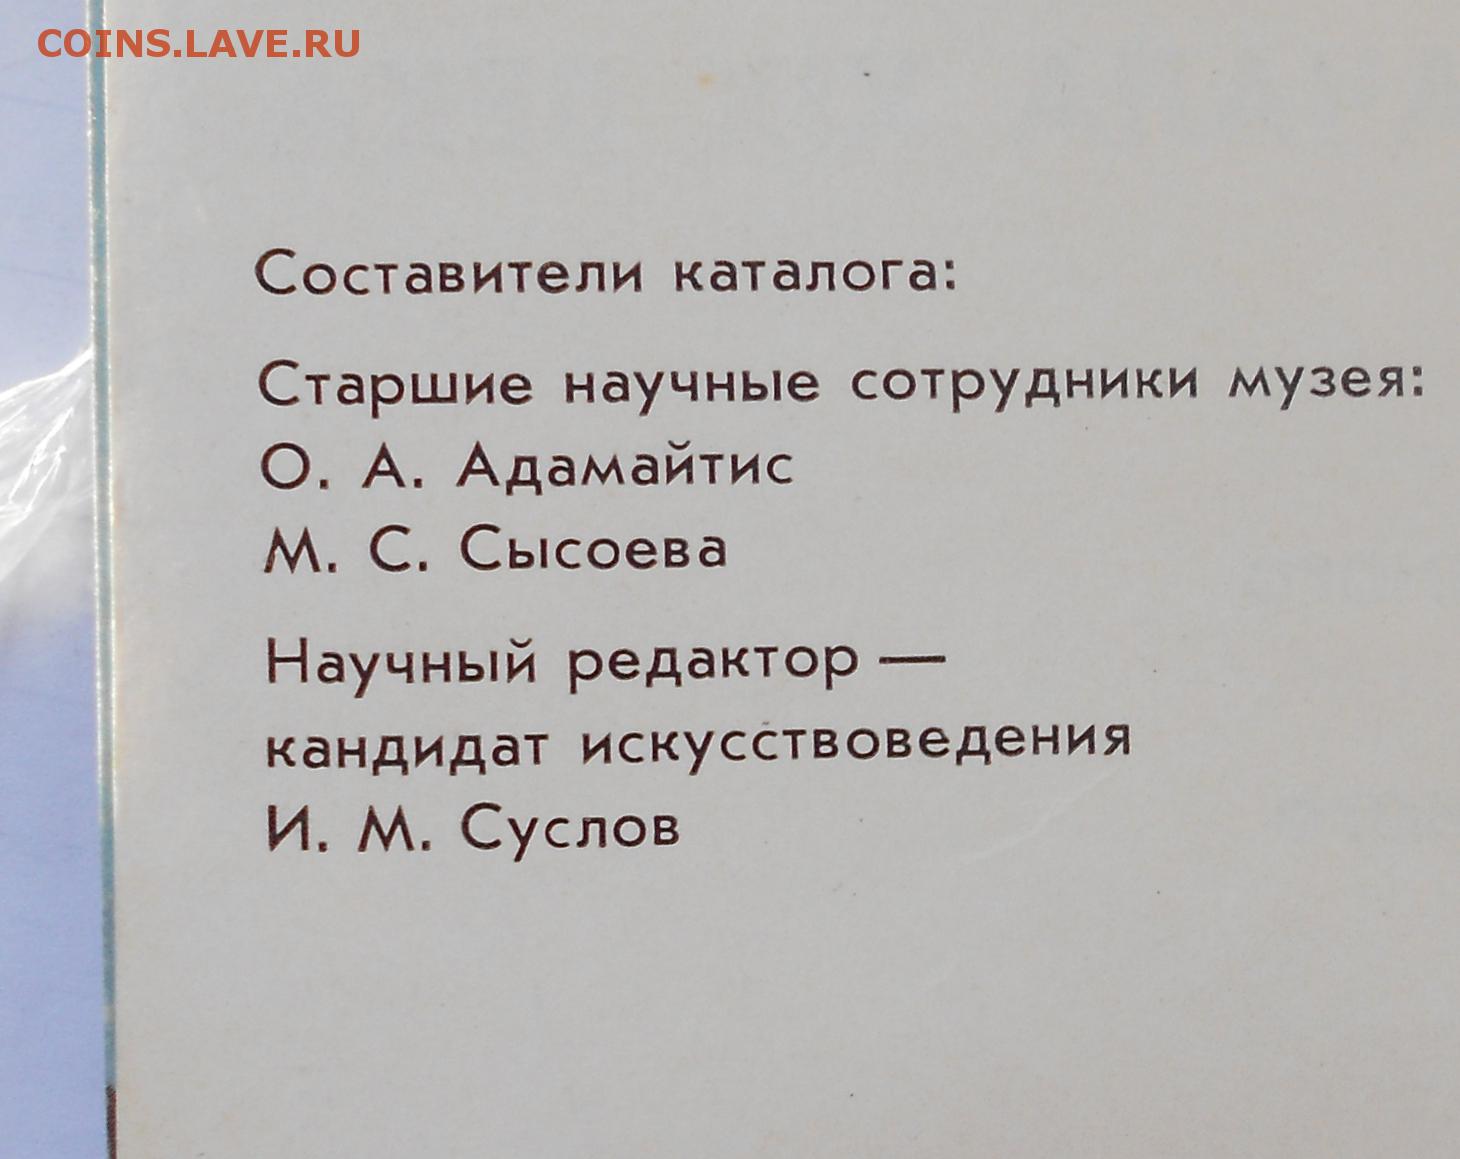 COINS.LAVE.RU
Составители каталога:
Старшие научные сотрудники музея:
О. А. Адамайтис
М. С. Сысоева
Научный редактор —
кандидат искусствоведения
И. М. Суслов